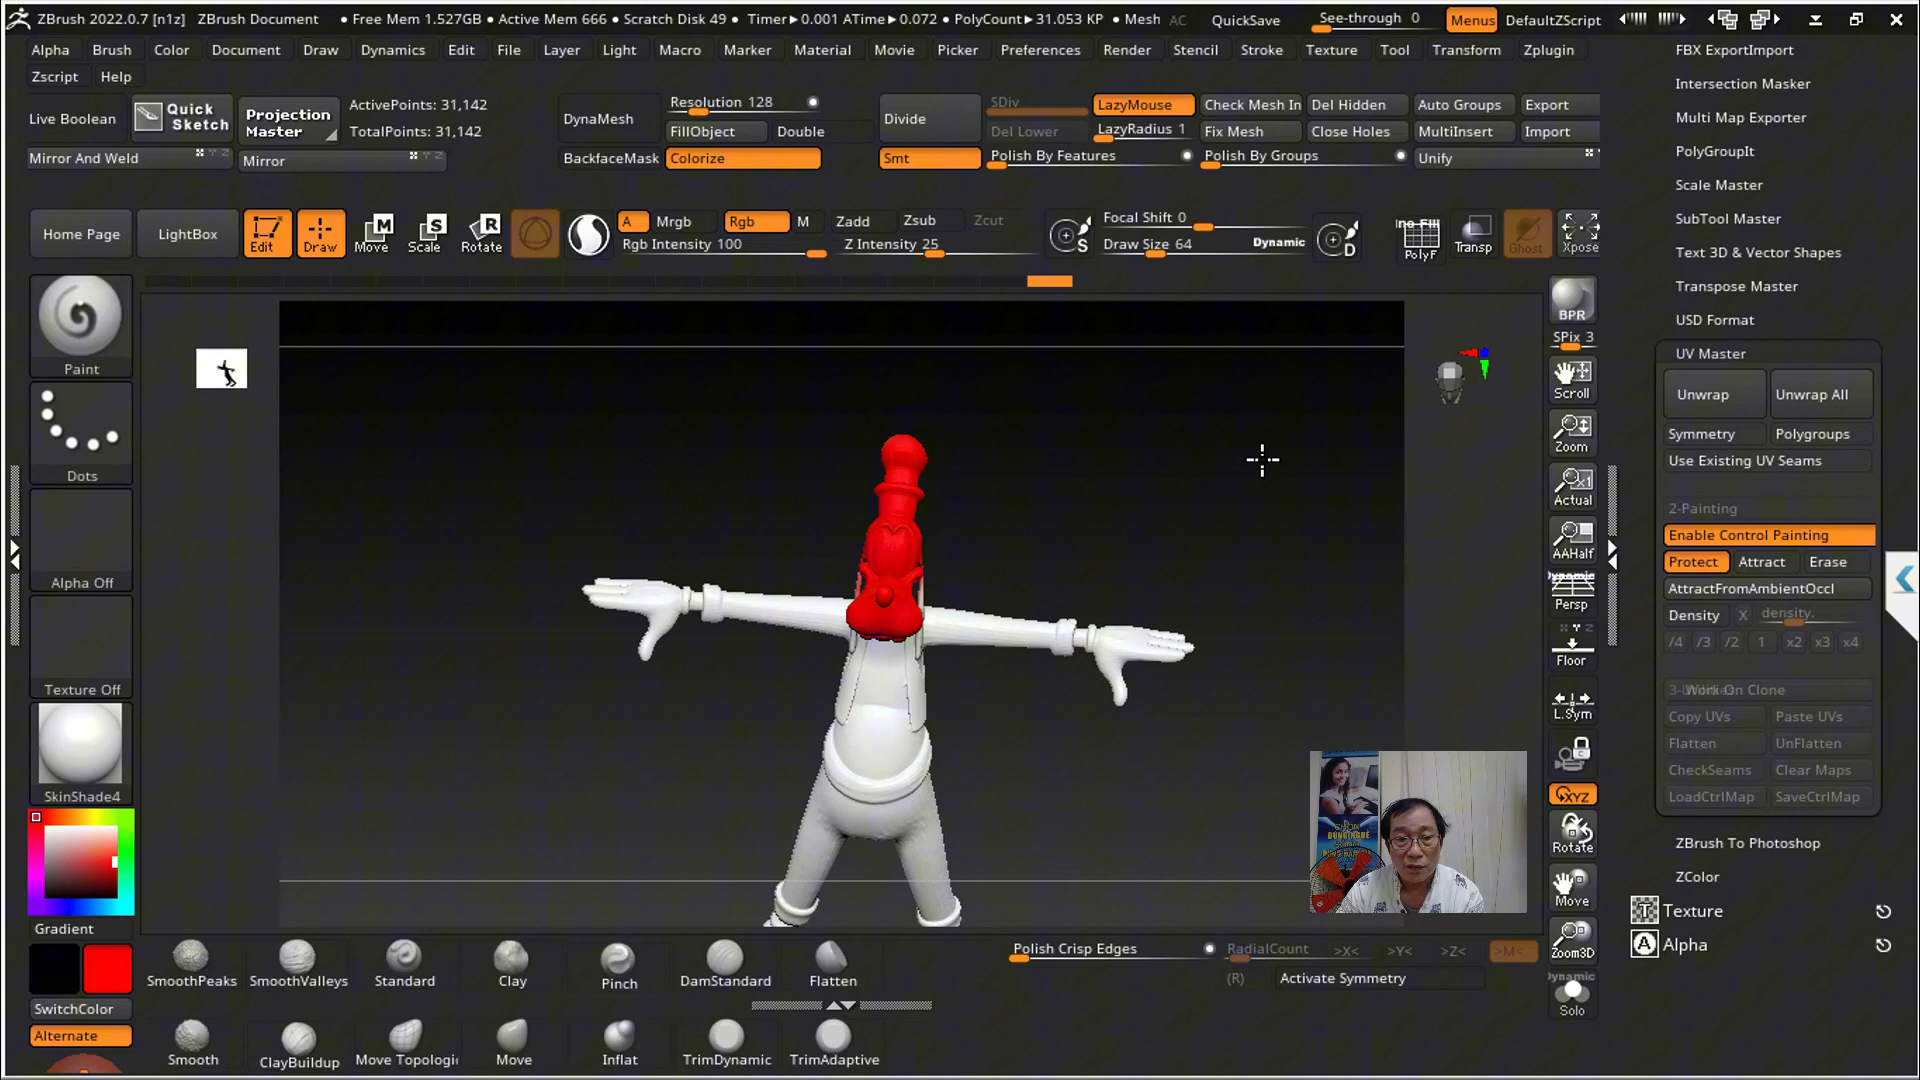 ZBrush 2022.0.7 [n1z] ZBrush Document • Free Mem 1.527GB • Active Mem 666 • Scratch Disk 49 • Timer▸0.001 ATime▸0.072 • PolyCount▸31.053 KP • Mesh AC QuickSave See-through 0 Menus DefaultZScript
Alpha Brush Color Document Draw Dynamics Edit File Layer Light Macro Marker Material Movie Picker Preferences Render Stencil Stroke Texture Tool Transform Zplugin
Zscript Help
Live Boolean
Quick Sketch
Projection Master
ActivePoints: 31,142
TotalPoints: 31,142
Mirror And Weld
Mirror
DynaMesh
Resolution 128
FillObject Double
BackfaceMask Colorize
Divide
Smt
SDiv
Del Lower
LazyMouse
LazyRadius 1
Check Mesh In Del Hidden Auto Groups Export
Fix Mesh Close Holes MultiInsert Import
Polish By Features Polish By Groups Unify
Home Page LightBox Edit Draw Move Scale Rotate
A Mrgb Rgb M Zadd Zsub Zcut
Rgb Intensity 100 Z Intensity 25
Focal Shift 0
Draw Size 64 Dynamic
S
D
PolyF Transp Ghost Xpose
Paint
Dots
Alpha Off
Texture Off
SkinShade4
Gradient
SwitchColor
Alternate
BPR
SPix 3
Scroll
Zoom
Actual
AAHalf
Dynamic
Persp
Floor
L.Sym
XYZ
Rotate
Move
Zoom3D
Dynamic
Solo
FBX ExportImport
Intersection Masker
Multi Map Exporter
PolyGroupIt
Scale Master
SubTool Master
Text 3D & Vector Shapes
Transpose Master
USD Format
UV Master
Unwrap Unwrap All
Symmetry Polygroups
Use Existing UV Seams
2-Painting
Enable Control Painting
Protect Attract Erase
AttractFromAmbientOccl
Density X density.
/4 /3 /2 1 x2 x3 x4
Work On Clone
Copy UVs Paste UVs
Flatten UnFlatten
CheckSeams Clear Maps
LoadCtrlMap SaveCtrlMap
ZBrush To Photoshop
ZColor
Texture
Alpha
SmoothPeaks SmoothValleys Standard Clay Pinch DamStandard Flatten
Polish Crisp Edges RadialCount >X< >Y< >Z< >M<
(R) Activate Symmetry
Smooth ClayBuildup Move Topologic Move Inflat TrimDynamic TrimAdaptive